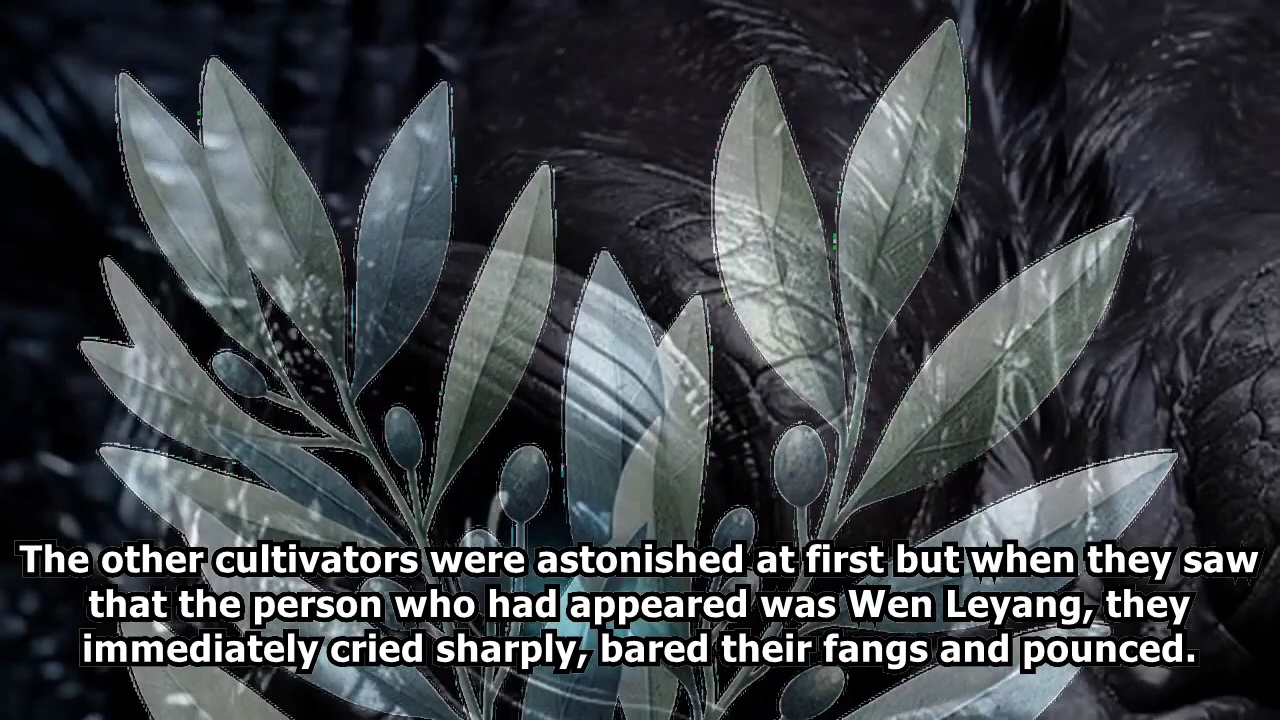 The other cultivators were astonished at first but when they saw
that the person who had appeared was Wen Leyang, they
immediately cried sharply, bared their fangs and pounced.